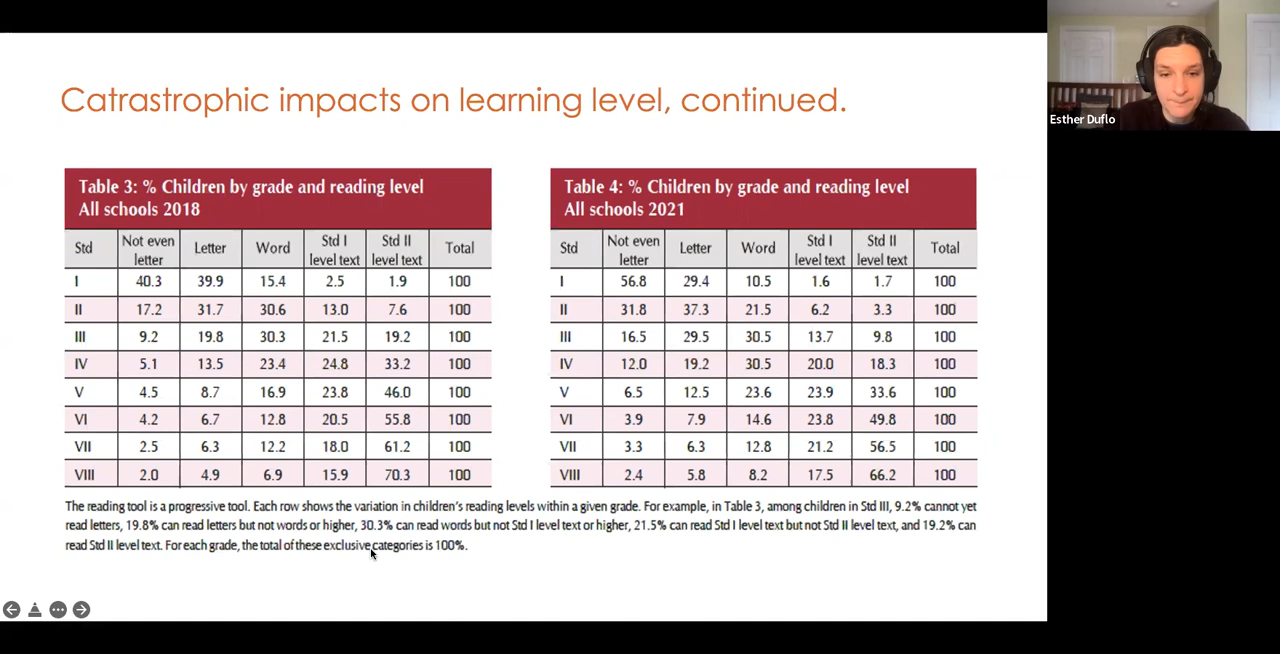 Catrastrophic impacts on learning level, continued.
Esther Duflo
Table 3: % Children by grade and reading level
All schools 2018
Std Not even letter Letter Word Std I level text Std II level text Total
I 40.3 39.9 15.4 2.5 1.9 100
II 17.2 31.7 30.6 13.0 7.6 100
III 9.2 19.8 30.3 21.5 19.2 100
IV 5.1 13.5 23.4 24.8 33.2 100
V 4.5 8.7 16.9 23.8 46.0 100
VI 4.2 6.7 12.8 20.5 55.8 100
VII 2.5 6.3 12.2 18.0 61.2 100
VIII 2.0 4.9 6.9 15.9 70.3 100
Table 4: % Children by grade and reading level
All schools 2021
Std Not even letter Letter Word Std I level text Std II level text Total
I 56.8 29.4 10.5 1.6 1.7 100
II 31.8 37.3 21.5 6.2 3.3 100
III 16.5 29.5 30.5 13.7 9.8 100
IV 12.0 19.2 30.5 20.0 18.3 100
V 6.5 12.5 23.6 23.9 33.6 100
VI 3.9 7.9 14.6 23.8 49.8 100
VII 3.3 6.3 12.8 21.2 56.5 100
VIII 2.4 5.8 8.2 17.5 66.2 100
The reading tool is a progressive tool. Each row shows the variation in children's reading levels within a given grade. For example, in Table 3, among children in Std III, 9.2% cannot yet
read letters, 19.8% can read letters but not words or higher, 30.3% can read words but not Std I level text or higher, 21.5% can read Std I level text but not Std II level text, and 19.2% can
read Std II level text. For each grade, the total of these exclusive categories is 100%.